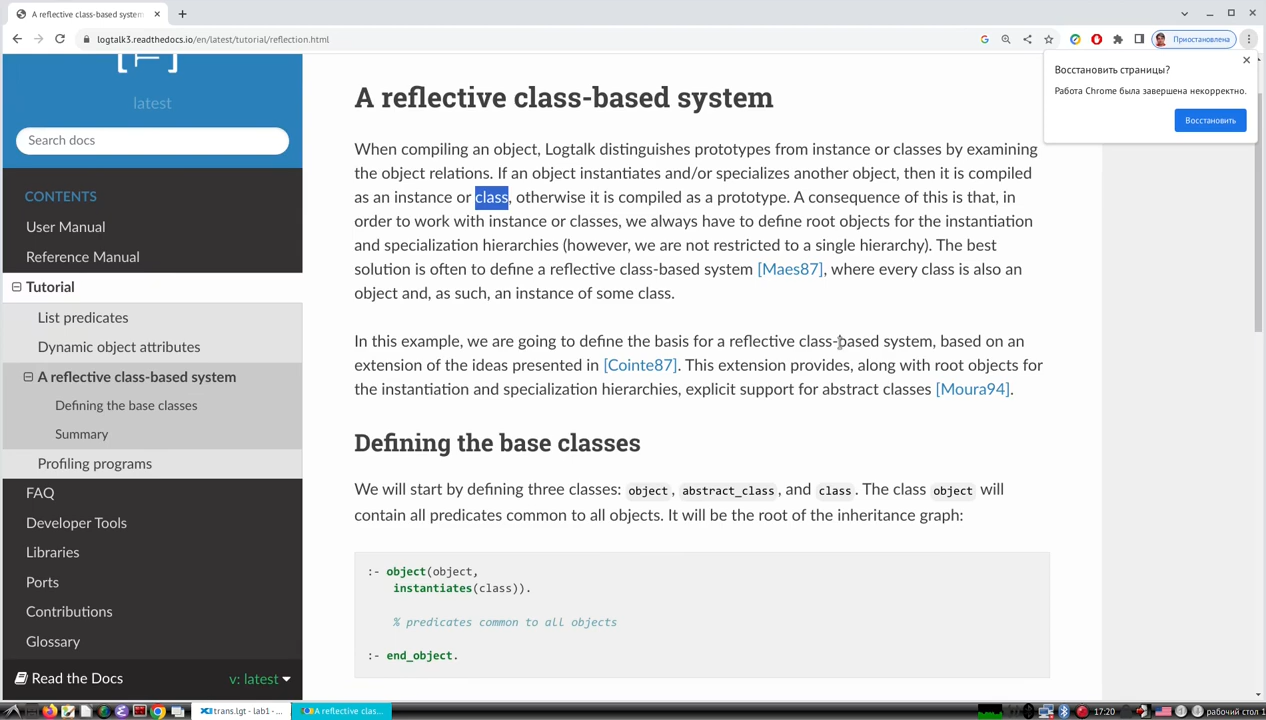 A reflective class-based system
logtalk3.readthedocs.io/en/latest/tutorial/reflection.html
Приостановлена
Восстановить страницы?
Работа Chrome была завершена некорректно.
Восстановить
latest
Search docs
CONTENTS
User Manual
Reference Manual
Tutorial
List predicates
Dynamic object attributes
A reflective class-based system
Defining the base classes
Summary
Profiling programs
FAQ
Developer Tools
Libraries
Ports
Contributions
Glossary
Read the Docs
v: latest
A reflective class-based system
When compiling an object, Logtalk distinguishes prototypes from instance or classes by examining
the object relations. If an object instantiates and/or specializes another object, then it is compiled
as an instance or class, otherwise it is compiled as a prototype. A consequence of this is that, in
order to work with instance or classes, we always have to define root objects for the instantiation
and specialization hierarchies (however, we are not restricted to a single hierarchy). The best
solution is often to define a reflective class-based system [Maes87], where every class is also an
object and, as such, an instance of some class.
In this example, we are going to define the basis for a reflective class-based system, based on an
extension of the ideas presented in [Cointe87]. This extension provides, along with root objects for
the instantiation and specialization hierarchies, explicit support for abstract classes [Moura94].
Defining the base classes
We will start by defining three classes: object, abstract_class, and class. The class object will
contain all predicates common to all objects. It will be the root of the inheritance graph:
:- object(object,
instantiates(class)).
% predicates common to all objects
:- end_object.
trans.lgt - lab1 - ...
A reflective clas...
17:20
рабочий стол 1